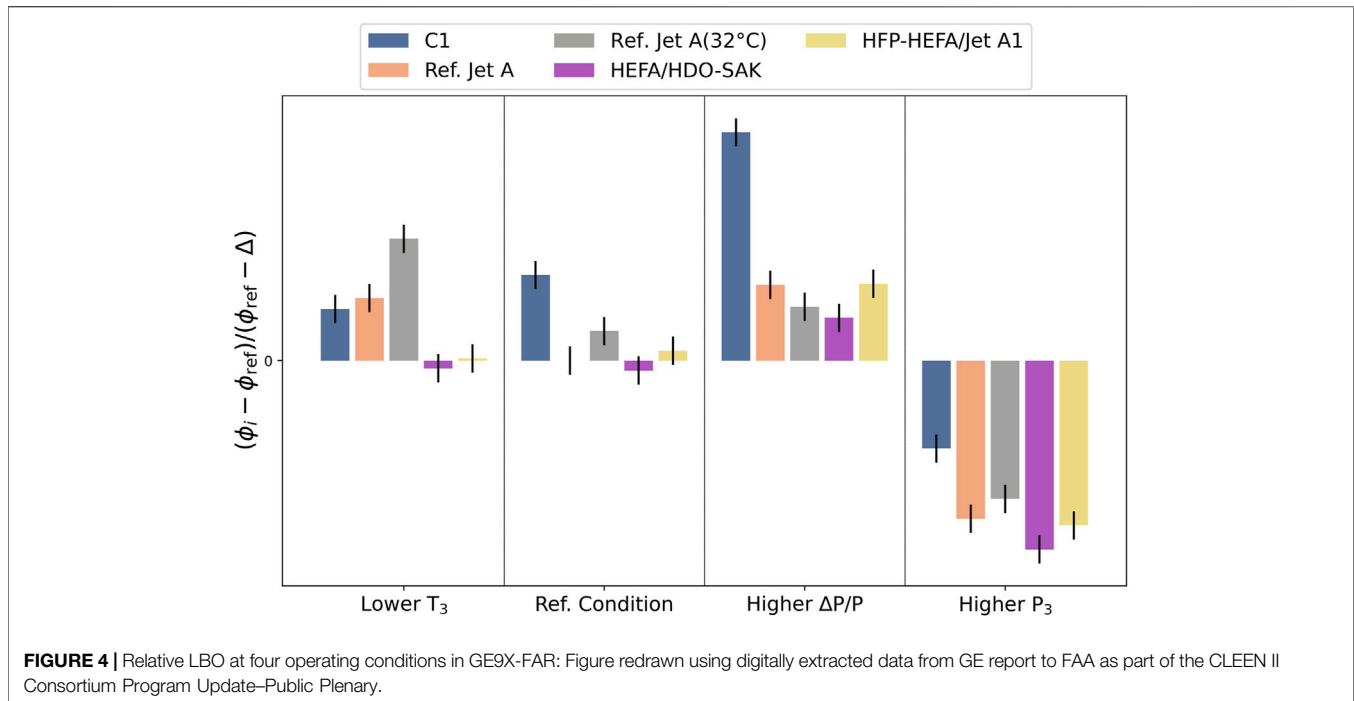 C1
Ref. Jet A
Ref. Jet A(32°C)
HEFA/HDO-SAK
HFP-HEFA/Jet A1
(ϕᵢ − ϕ_ref)/(ϕ_ref − Δ)
0
Lower T₃
Ref. Condition
Higher ΔP/P
Higher P₃
FIGURE 4 | Relative LBO at four operating conditions in GE9X-FAR: Figure redrawn using digitally extracted data from GE report to FAA as part of the CLEEN II
Consortium Program Update–Public Plenary.